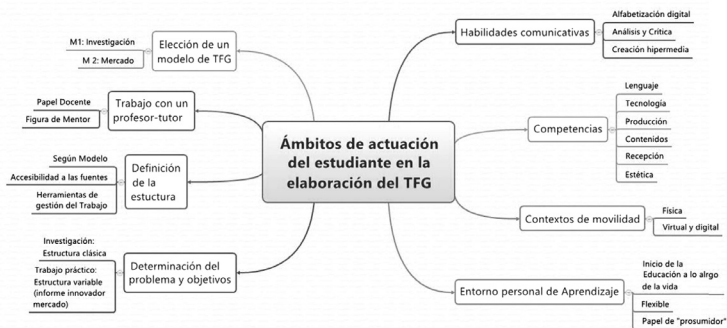 Elección de un
modelo de TFG
M1: Investigación
M 2: Mercado
Trabajo con un
profesor-tutor
Papel Docente
Figura de Mentor
Definición
de la
estuctura
Según Modelo
Accesibilidad a las fuentes
Herramientas de
gestión del Trabajo
Determinación del
problema y objetivos
Investigación:
Estructura clásica
Trabajo práctico:
Estructura variable
(informe innovador
mercado)
Ámbitos de actuación
del estudiante en la
elaboración del TFG
Habilidades comunicativas
Alfabetización digital
Análisis y Crítica
Creación hipermedia
Competencias
Lenguaje
Tecnología
Producción
Contenidos
Recepción
Estética
Contextos de movilidad
Física
Virtual y digital
Entorno personal de Aprendizaje
Inicio de la
Educación a lo alrgo
de la vida
Flexible
Papel de "prosumidor"